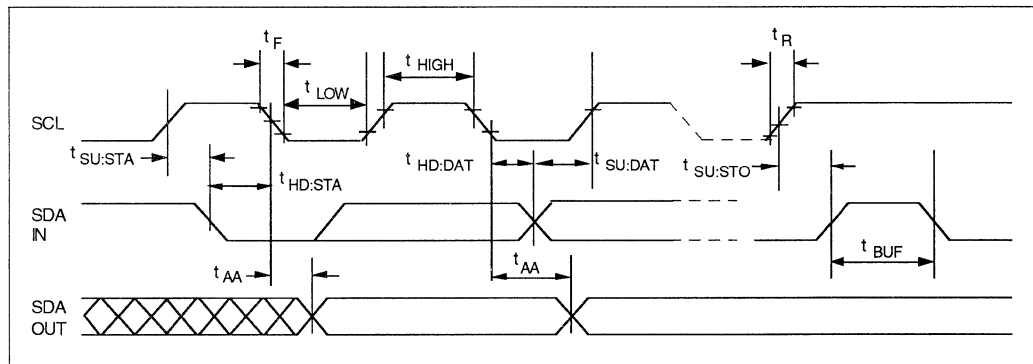 t F
t R
t HIGH
t LOW
SCL
t SU:STA
t HD:DAT
t SU:DAT
t SU:STO
t HD:STA
SDA
IN
t BUF
t AA
t AA
SDA
OUT